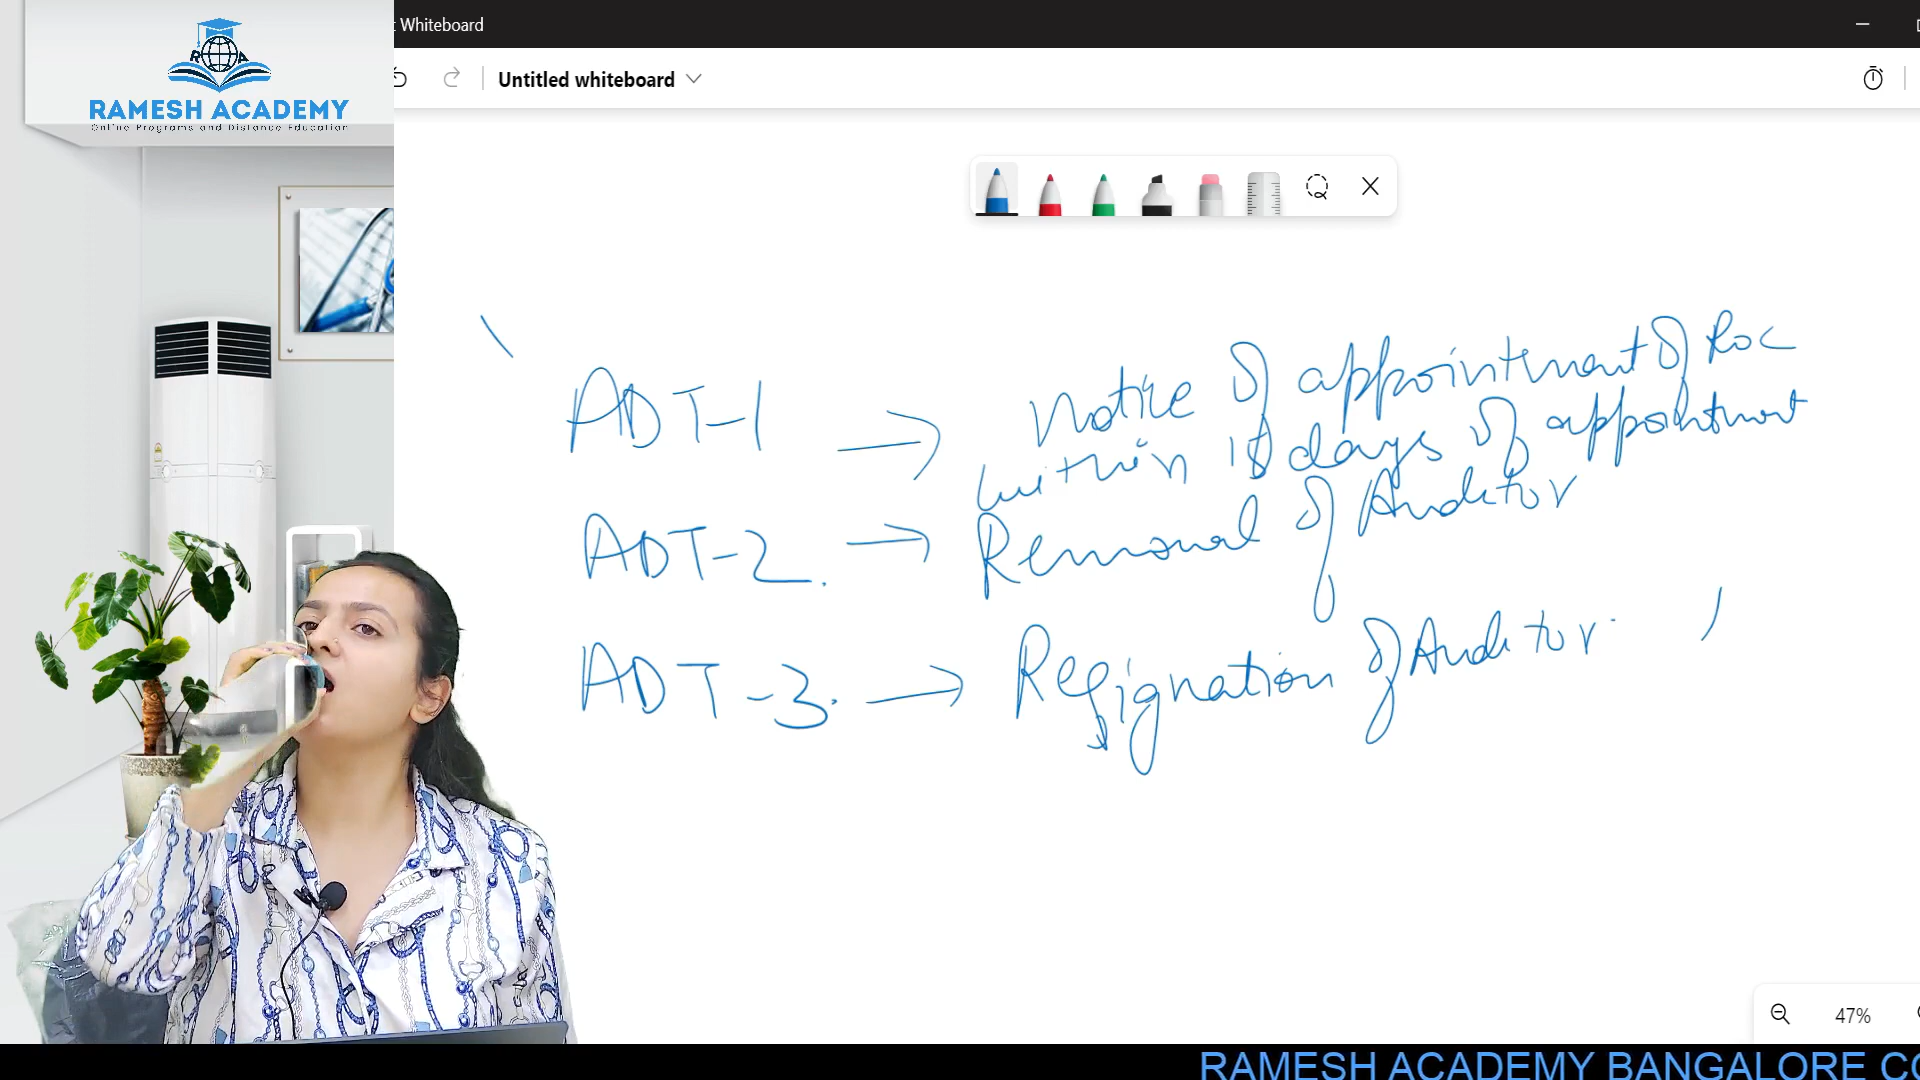 RAMESH ACADEMY
Online Programs and Distance Education
Whiteboard
Untitled whiteboard
ADT-1 → Notice of appointment of ROC
within 15 days of appointment
ADT-2. → Removal of Auditor
ADT-3. → Resignation of Auditor.
47%
RAMESH ACADEMY BANGALORE CO